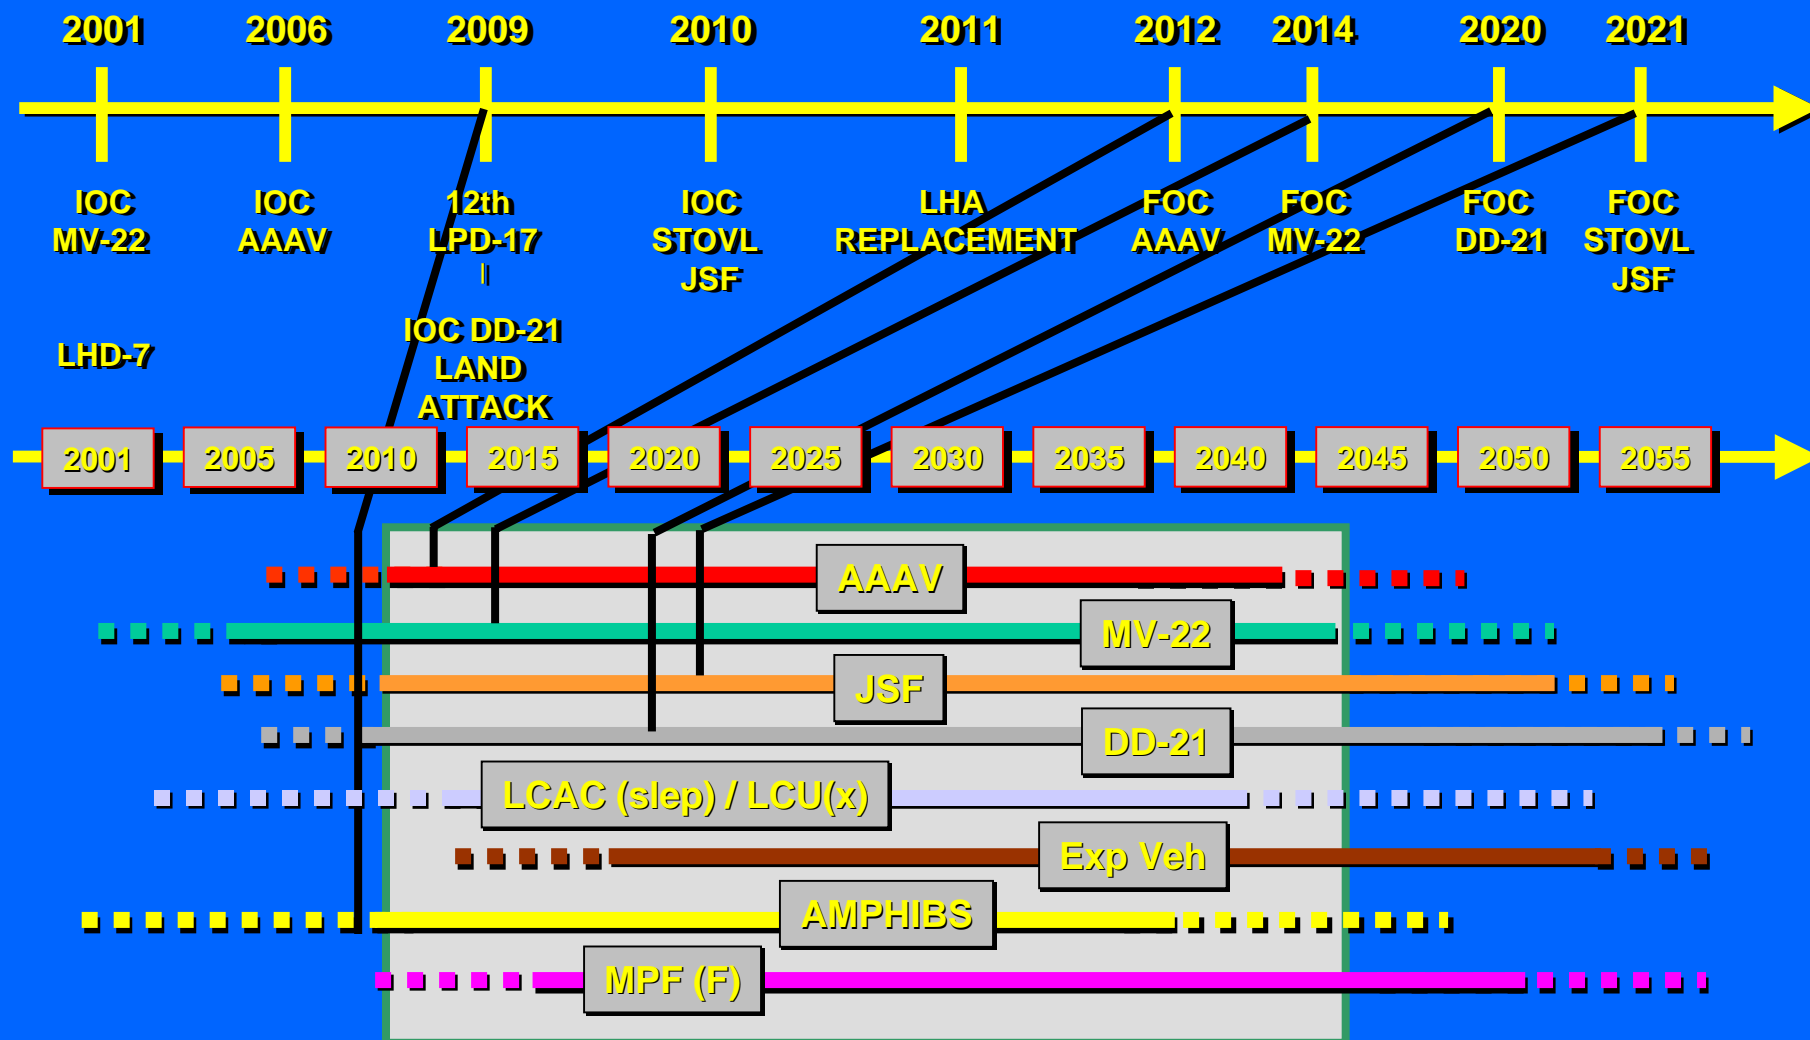 2001 2006 2009 2010 2011 2012 2014 2020 2021
IOC
MV-22
IOC
AAAV
12th
LPD-17
IOC
STOVL
JSF
LHA
REPLACEMENT
FOC
AAAV
FOC
MV-22
FOC
DD-21
FOC
STOVL
JSF
LHD-7
IOC DD-21
LAND
ATTACK
2001 2005 2010 2015 2020 2025 2030 2035 2040 2045 2050 2055
AAAV
MV-22
JSF
DD-21
LCAC (slep) / LCU(x)
Exp Veh
AMPHIBS
MPF (F)